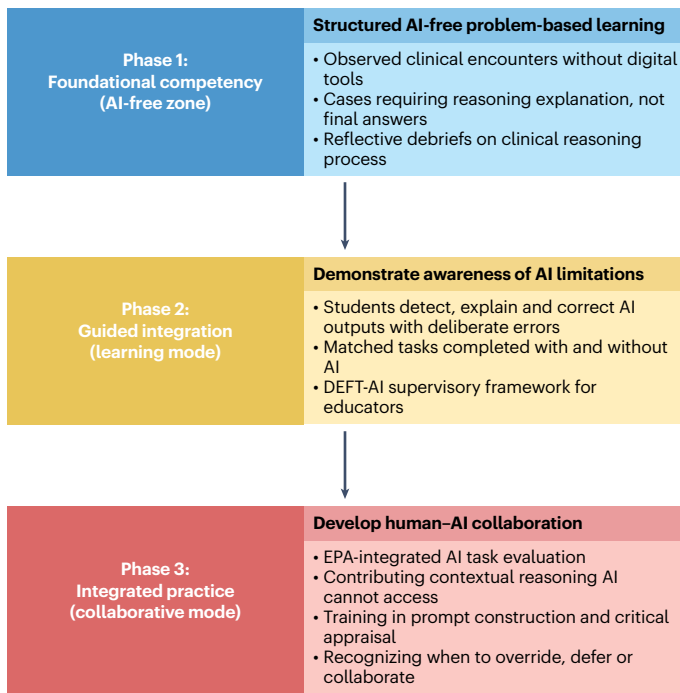 Phase 1:
Foundational competency
(AI-free zone)
Structured AI-free problem-based learning
• Observed clinical encounters without digital
tools
• Cases requiring reasoning explanation, not
final answers
• Reflective debriefs on clinical reasoning
process
Phase 2:
Guided integration
(learning mode)
Demonstrate awareness of AI limitations
• Students detect, explain and correct AI
outputs with deliberate errors
• Matched tasks completed with and without
AI
• DEFT-AI supervisory framework for
educators
Phase 3:
Integrated practice
(collaborative mode)
Develop human–AI collaboration
• EPA-integrated AI task evaluation
• Contributing contextual reasoning AI
cannot access
• Training in prompt construction and critical
appraisal
• Recognizing when to override, defer or
collaborate